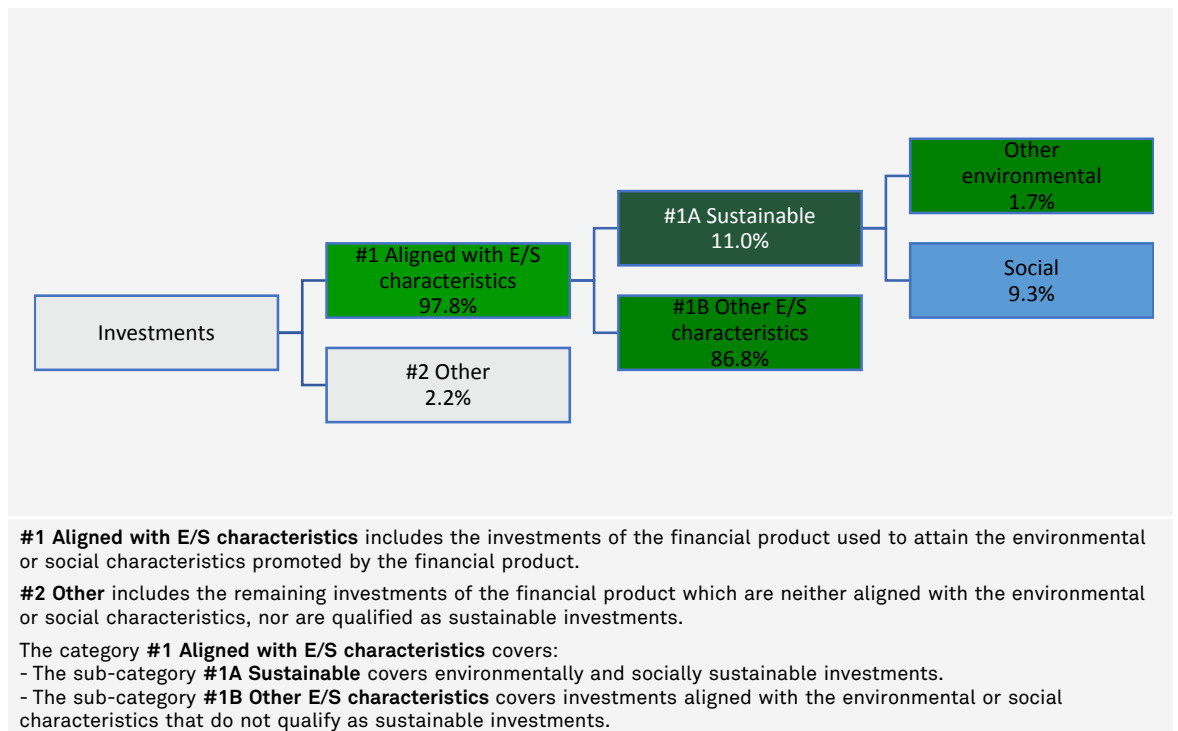 Other
environmental
1.7%
#1A Sustainable
11.0%
#1 Aligned with E/S
characteristics
97.8%
Social
9.3%
Investments
#1B Other E/S
characteristics
86.8%
#2 Other
2.2%
#1 Aligned with E/S characteristics includes the investments of the financial product used to attain the environmental
or social characteristics promoted by the financial product.
#2 Other includes the remaining investments of the financial product which are neither aligned with the environmental
or social characteristics, nor are qualified as sustainable investments.
The category #1 Aligned with E/S characteristics covers:
- The sub-category #1A Sustainable covers environmentally and socially sustainable investments.
- The sub-category #1B Other E/S characteristics covers investments aligned with the environmental or social
characteristics that do not qualify as sustainable investments.